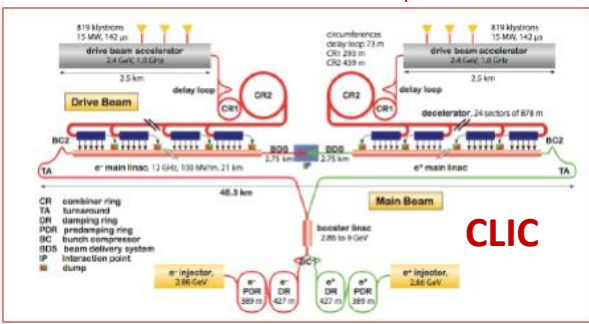 819 klystrons
15 MW, 142 µs
drive beam accelerator
2.4 GeV, 1.0 GHz
2.5 km
delay loop
CR1
CR2
circumferences
delay loop 73 m
CR1 293 m
CR2 439 m
819 klystrons
15 MW, 142 µs
drive beam accelerator
2.4 GeV, 1.0 GHz
2.5 km
delay loop
CR2
CR1
Drive Beam
decelerator, 24 sectors of 878 m
BC2
BDS
2.75 km
IP
BDS
2.75 km
BC2
TA
e⁻ main linac, 12 GHz, 100 MV/m, 21 km
e⁺ main linac
TA
48.3 km
Main Beam
CR combiner ring
TA turnaround
DR damping ring
PDR predamping ring
BC bunch compressor
BDS beam delivery system
IP interaction point
dump
booster linac
2.86 to 9 GeV
CLIC
BC1
e⁻ injector,
2.86 GeV
e⁻
PDR
389 m
e⁻
DR
427 m
e⁺
DR
427 m
e⁺
PDR
389 m
e⁺ injector,
2.86 GeV